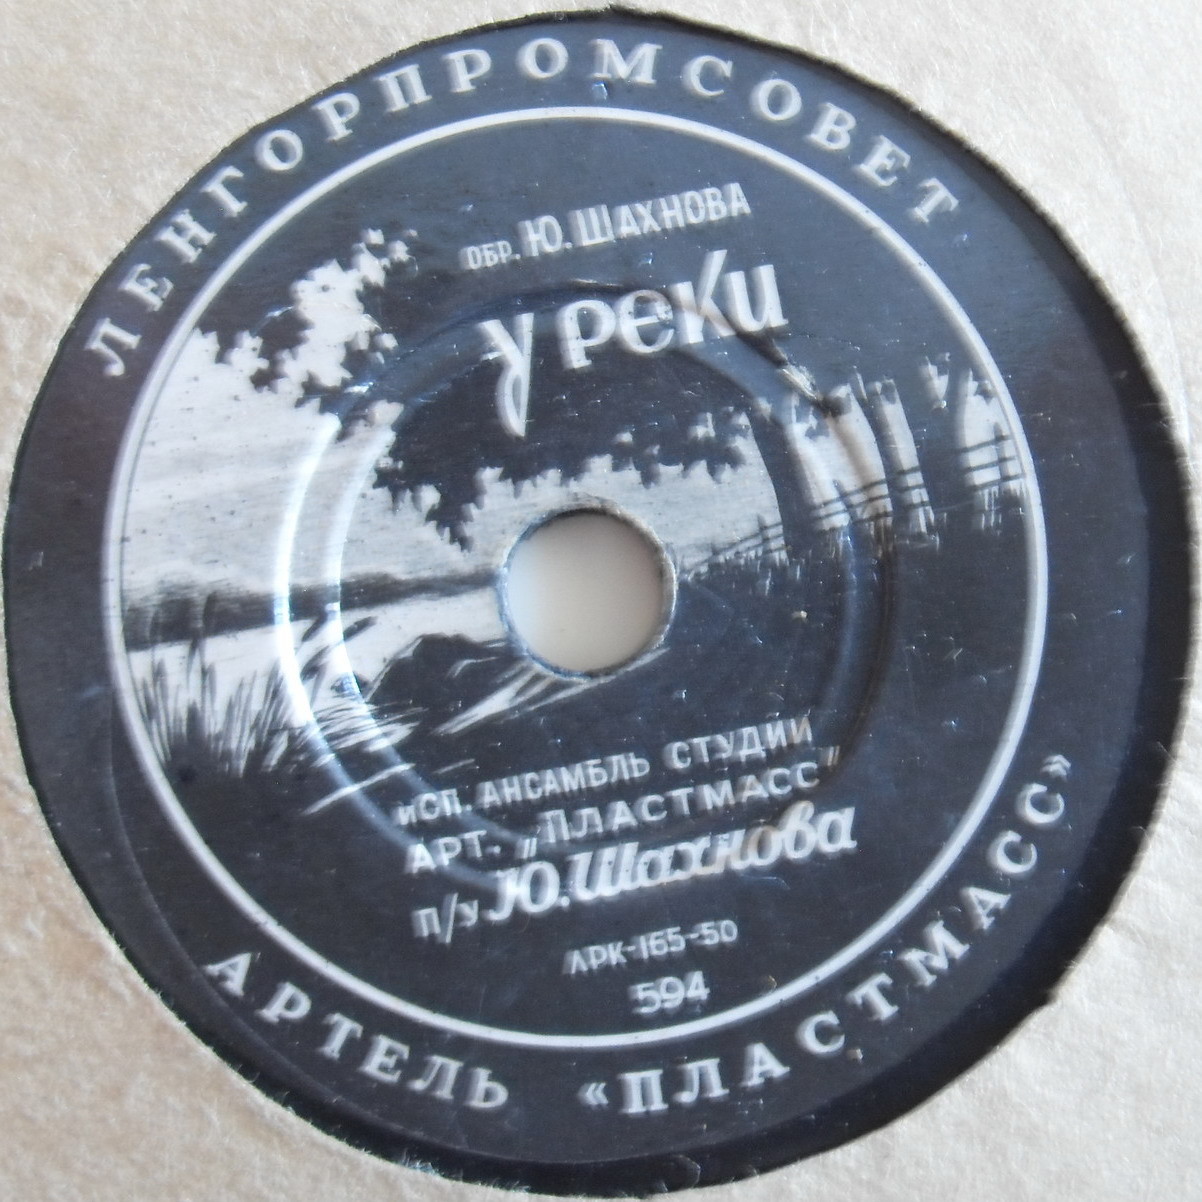 ЛЕНГОРПРОМСОВЕТ
ОБР. Ю. ШАХНОВА
У реки
ИСП. АНСАМБЛЬ СТУДИИ
АРТ. „ПЛАСТМАСС"
П/У Ю. Шахнова
ЛРК-165-50
594
АРТЕЛЬ «ПЛАСТМАСС»